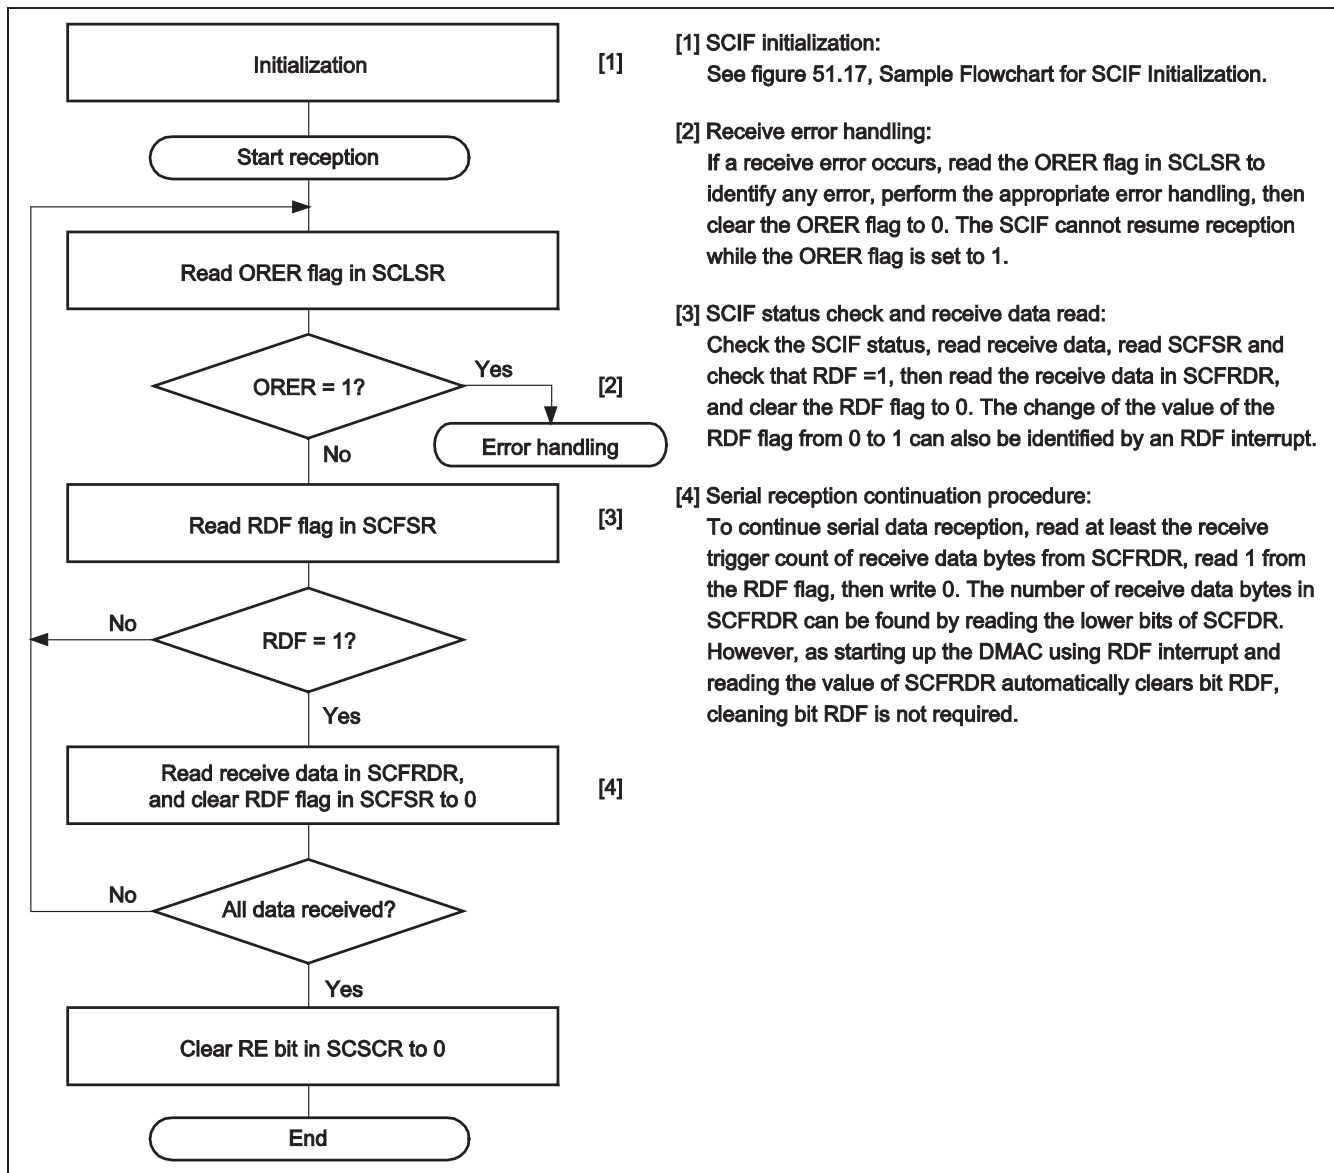 Initialization
[1]
Start reception
Read ORER flag in SCLSR
ORER = 1?
Yes
[2]
Error handling
No
Read RDF flag in SCFSR
[3]
No
RDF = 1?
Yes
Read receive data in SCFRDR,
and clear RDF flag in SCFSR to 0
[4]
No
All data received?
Yes
Clear RE bit in SCSCR to 0
End
[1] SCIF initialization:
See figure 51.17, Sample Flowchart for SCIF Initialization.
[2] Receive error handling:
If a receive error occurs, read the ORER flag in SCLSR to
identify any error, perform the appropriate error handling, then
clear the ORER flag to 0. The SCIF cannot resume reception
while the ORER flag is set to 1.
[3] SCIF status check and receive data read:
Check the SCIF status, read receive data, read SCFSR and
check that RDF =1, then read the receive data in SCFRDR,
and clear the RDF flag to 0. The change of the value of the
RDF flag from 0 to 1 can also be identified by an RDF interrupt.
[4] Serial reception continuation procedure:
To continue serial data reception, read at least the receive
trigger count of receive data bytes from SCFRDR, read 1 from
the RDF flag, then write 0. The number of receive data bytes in
SCFRDR can be found by reading the lower bits of SCFDR.
However, as starting up the DMAC using RDF interrupt and
reading the value of SCFRDR automatically clears bit RDF,
cleaning bit RDF is not required.